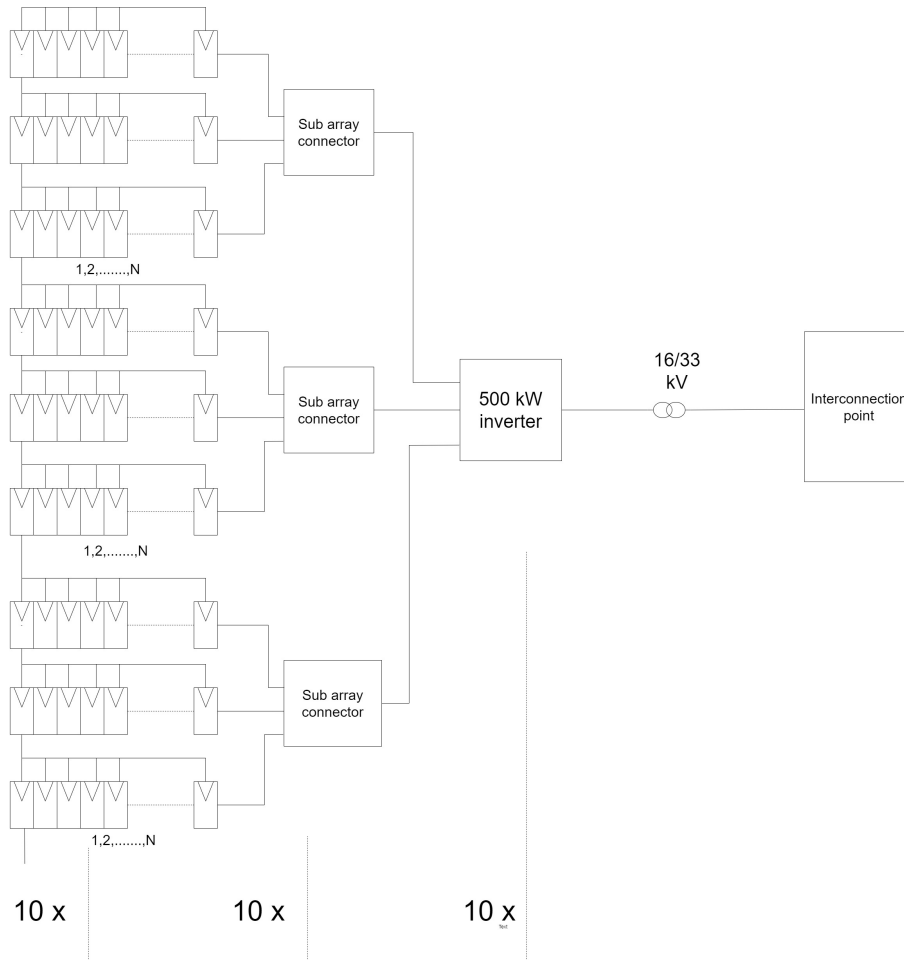 Sub array
connector
1,2,.......,N
16/33
kV
Sub array
connector
500 kW
inverter
Interconnection
point
1,2,.......,N
Sub array
connector
1,2,.......,N
10 x
10 x
10 x
Text